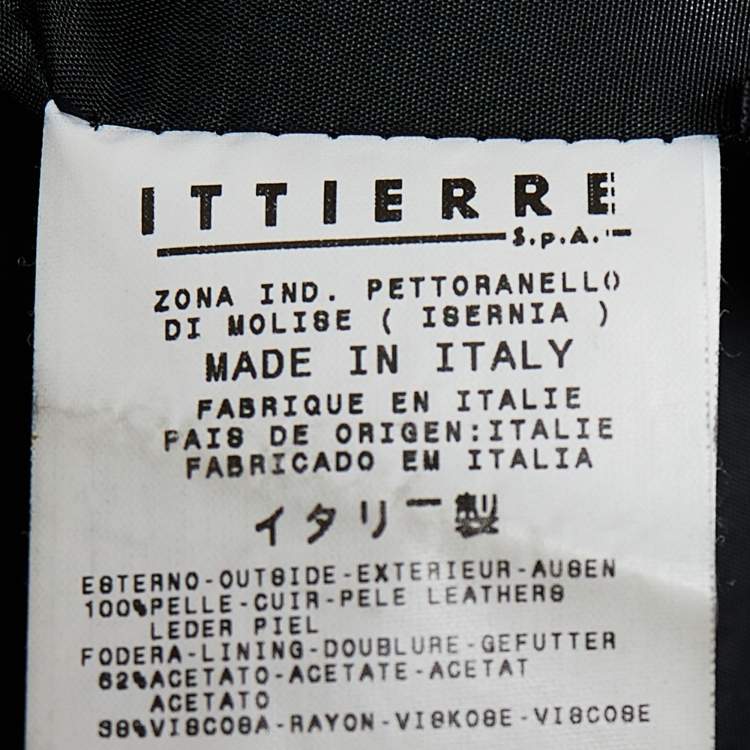 ITTIERRE
S.p.A.
ZONA IND. PETTORANELLO
DI MOLISE ( ISERNIA )
MADE IN ITALY
FABRIQUE EN ITALIE
PAIS DE ORIGEN:ITALIE
FABRICADO EM ITALIA
イタリー製
ESTERNO-OUTSIDE-EXTERIEUR-AUSEN
100%PELLE-CUIR-PELE LEATHERS
LEDER PIEL
FODERA-LINING-DOUBLURE-GEFUTTER
62%ACETATO-ACETATE-ACETAT
ACETATO
38%VISCOSA-RAYON-VISKOSE-VISCOSE